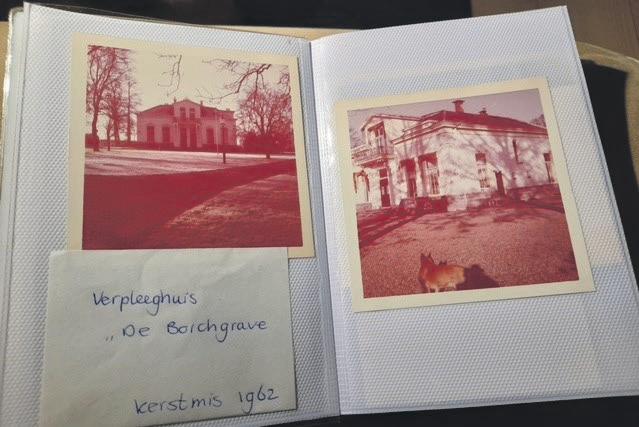 Verpleeghuis
„De Borchgrave
Kerstmis 1962